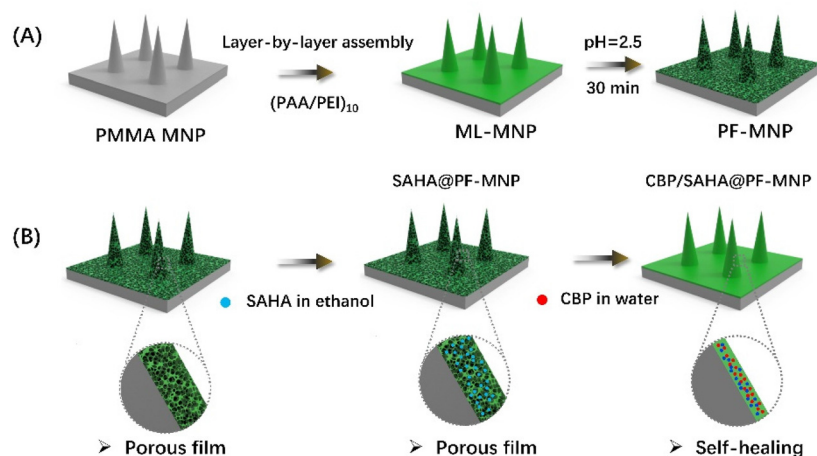 (A)
Layer-by-layer assembly
(PAA/PEI)10
pH=2.5
30 min
PMMA MNP
ML-MNP
PF-MNP
SAHA@PF-MNP
CBP/SAHA@PF-MNP
(B)
SAHA in ethanol
CBP in water
➢ Porous film
➢ Porous film
➢ Self-healing